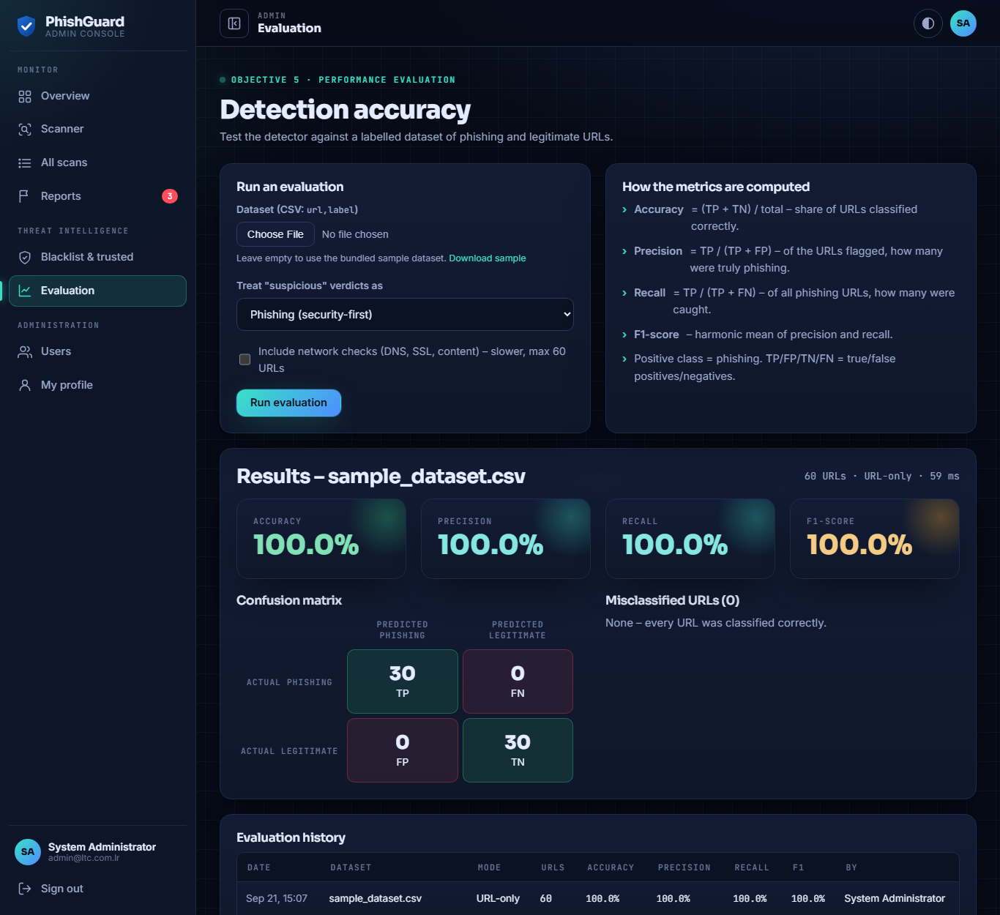 PhishGuard
ADMIN CONSOLE
MONITOR
Overview
Scanner
All scans
Reports
3
THREAT INTELLIGENCE
Blacklist & trusted
Evaluation
ADMINISTRATION
Users
My profile
SA
System Administrator
admin@ltc.com.lr
Sign out
ADMIN
Evaluation
SA
OBJECTIVE 5 · PERFORMANCE EVALUATION
Detection accuracy
Test the detector against a labelled dataset of phishing and legitimate URLs.
Run an evaluation
Dataset (CSV: url,label)
Choose File No file chosen
Leave empty to use the bundled sample dataset. Download sample
Treat "suspicious" verdicts as
Phishing (security-first)
Include network checks (DNS, SSL, content) – slower, max 60
URLs
Run evaluation
How the metrics are computed
› Accuracy = (TP + TN) / total – share of URLs classified
correctly.
› Precision = TP / (TP + FP) – of the URLs flagged, how many
were truly phishing.
› Recall = TP / (TP + FN) – of all phishing URLs, how many were
caught.
› F1-score – harmonic mean of precision and recall.
› Positive class = phishing. TP/FP/TN/FN = true/false
positives/negatives.
Results – sample_dataset.csv
60 URLs · URL-only · 59 ms
ACCURACY
100.0%
PRECISION
100.0%
RECALL
100.0%
F1-SCORE
100.0%
Confusion matrix
PREDICTED
PHISHING
PREDICTED
LEGITIMATE
ACTUAL PHISHING
30
TP
0
FN
ACTUAL LEGITIMATE
0
FP
30
TN
Misclassified URLs (0)
None – every URL was classified correctly.
Evaluation history
DATE DATASET MODE URLS ACCURACY PRECISION RECALL F1 BY
Sep 21, 15:07 sample_dataset.csv URL-only 60 100.0% 100.0% 100.0% 100.0% System Administrator